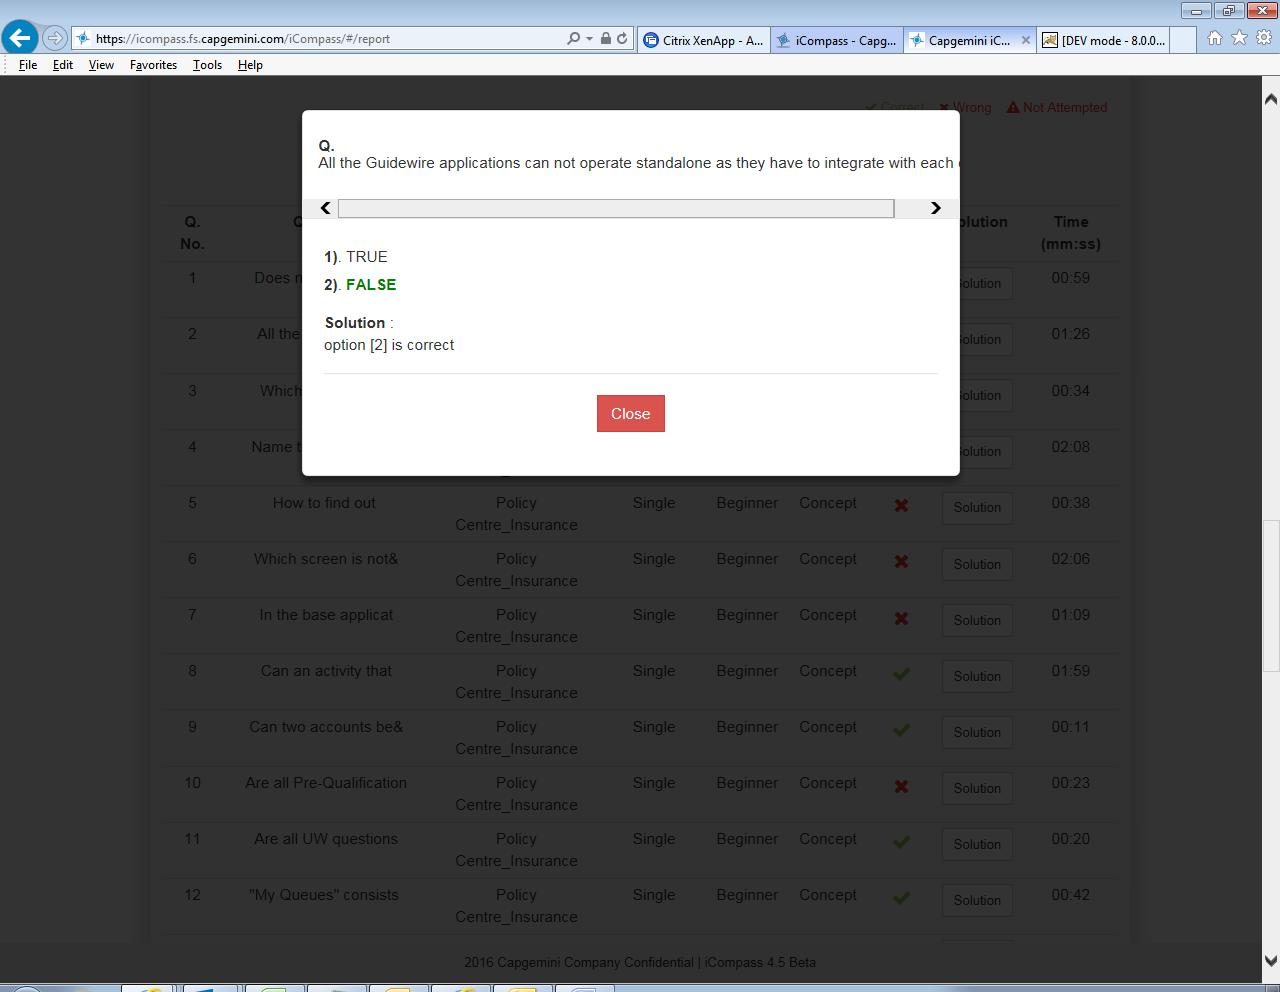 https://icompass.fs.capgemini.com/iCompass/#/report
Citrix XenApp - A...
iCompass - Capg...
Capgemini iC...
[DEV mode - 8.0.0...
File Edit View Favorites Tools Help
Correct Wrong Not Attempted
Q.
All the Guidewire applications can not operate standalone as they have to integrate with each
1). TRUE
2). FALSE
Solution :
option [2] is correct
Close
Q. No. Time (mm:ss)
1 Does 00:59
2 All the 01:26
3 Which 00:34
4 Name 02:08
5 How to find out Policy Centre_Insurance Single Beginner Concept Solution 00:38
6 Which screen is not& Policy Centre_Insurance Single Beginner Concept Solution 02:06
7 In the base applicat Policy Centre_Insurance Single Beginner Concept Solution 01:09
8 Can an activity that Policy Centre_Insurance Single Beginner Concept Solution 01:59
9 Can two accounts be& Policy Centre_Insurance Single Beginner Concept Solution 00:11
10 Are all Pre-Qualification Policy Centre_Insurance Single Beginner Concept Solution 00:23
11 Are all UW questions Policy Centre_Insurance Single Beginner Concept Solution 00:20
12 "My Queues" consists Policy Centre_Insurance Single Beginner Concept Solution 00:42
2016 Capgemini Company Confidential | iCompass 4.5 Beta